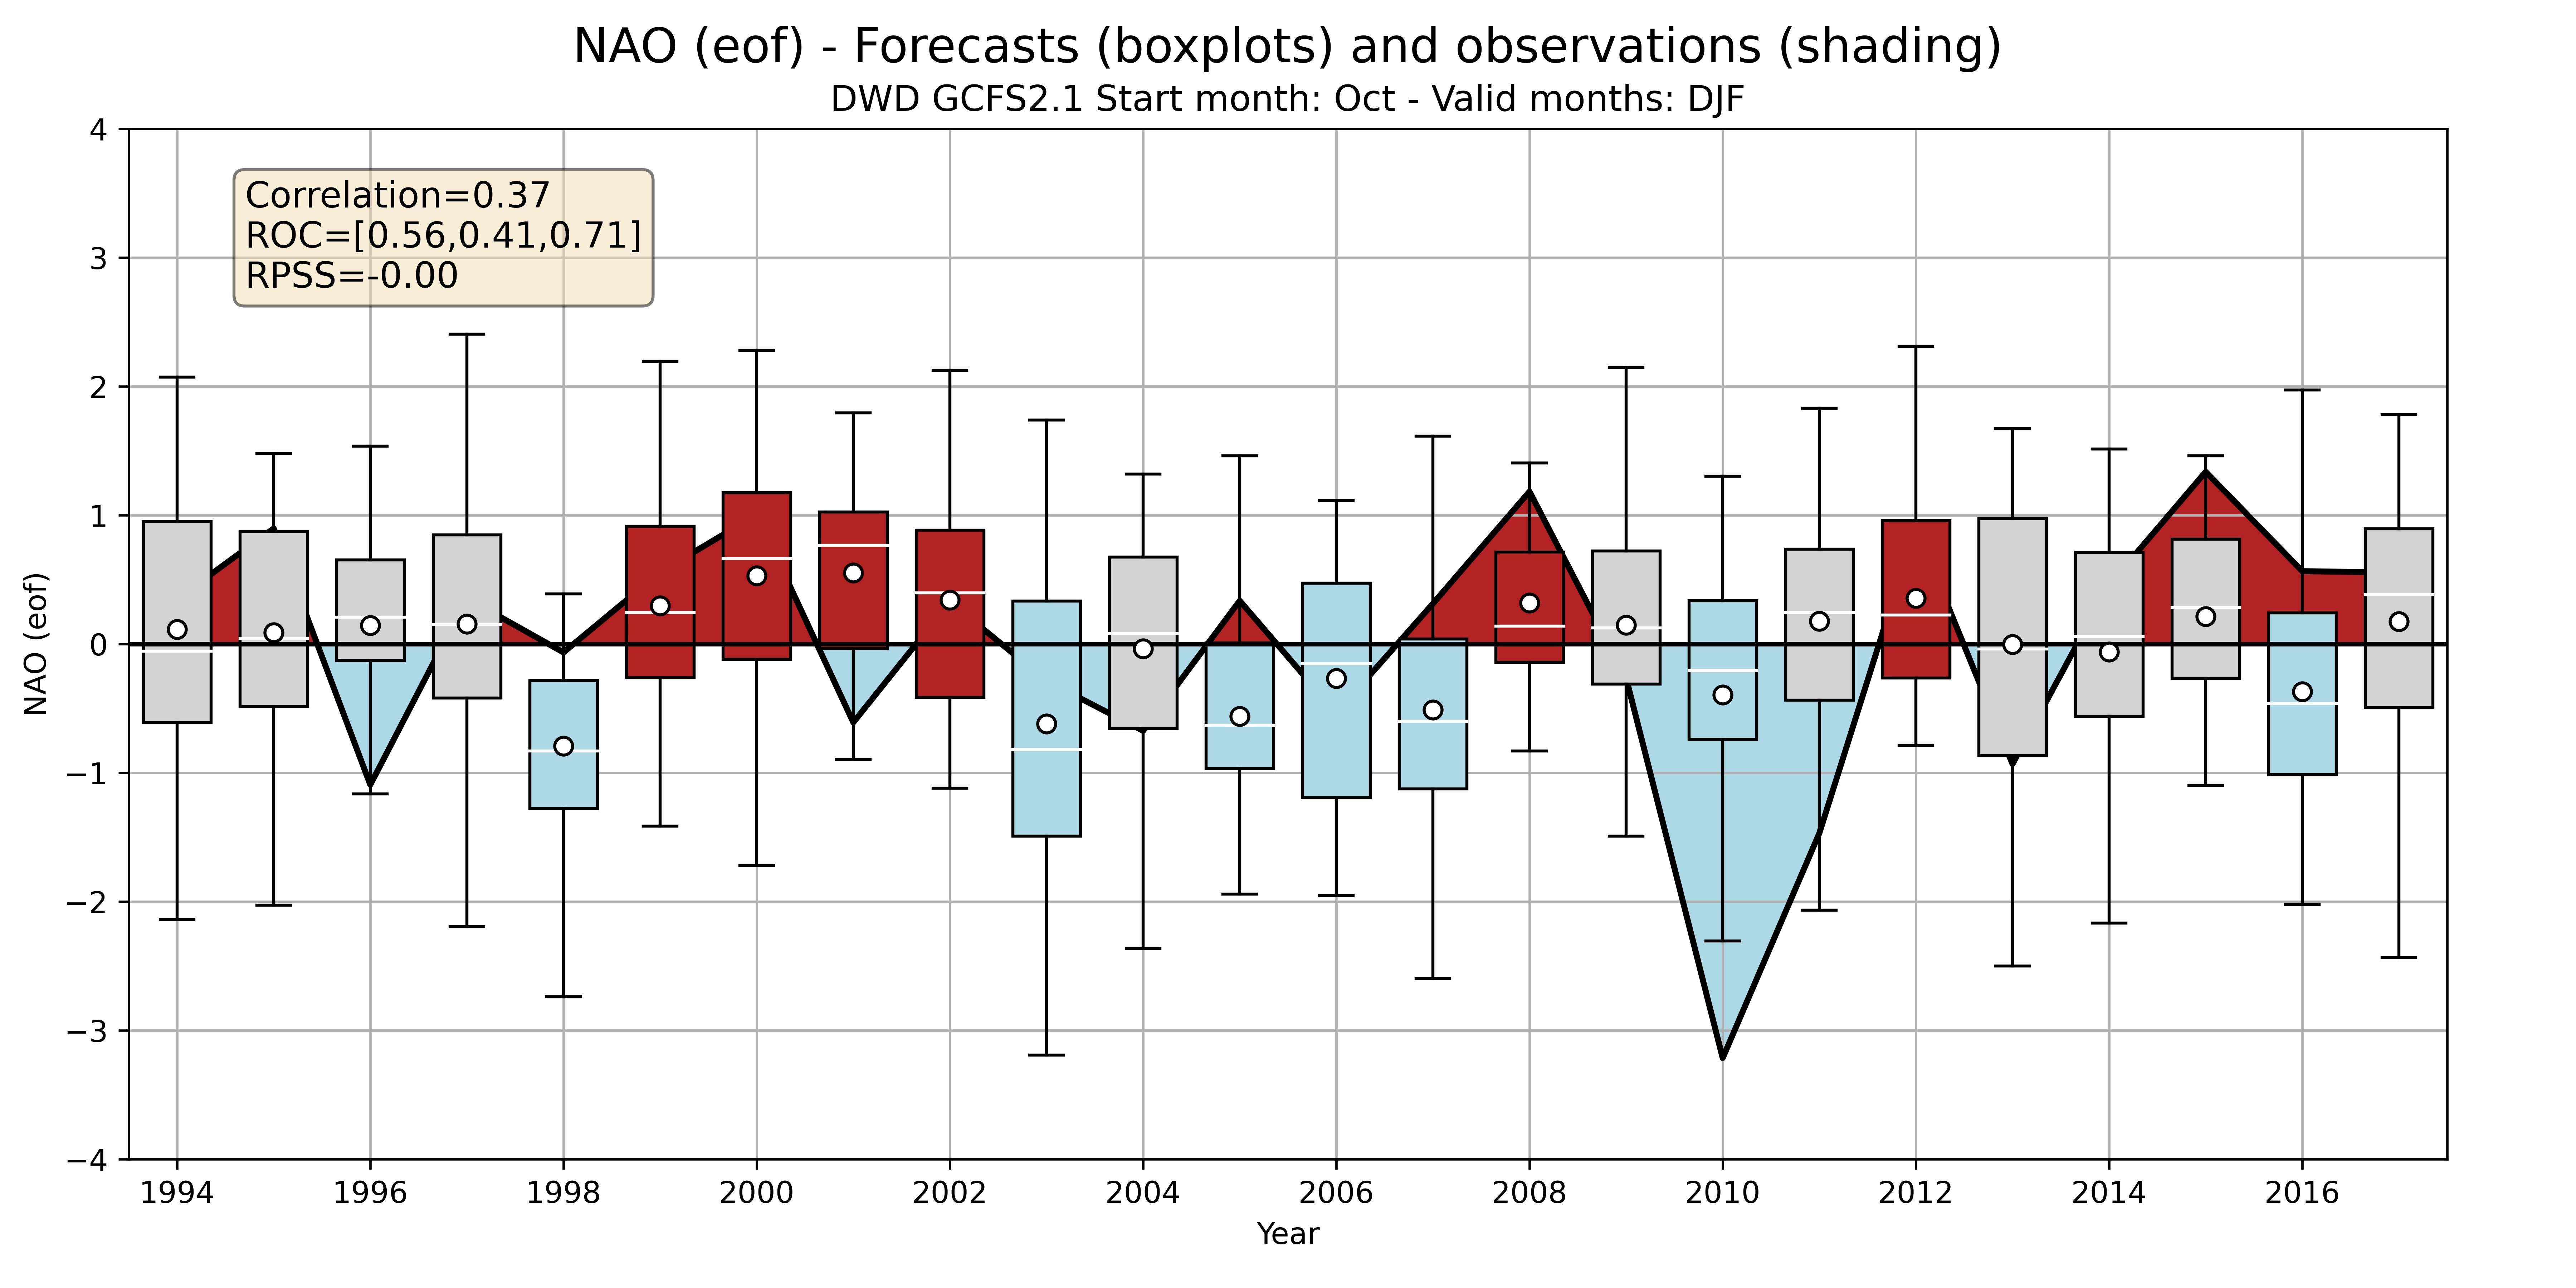 NAO (eof) - Forecasts (boxplots) and observations (shading)
DWD GCFS2.1 Start month: Oct - Valid months: DJF
Correlation=0.37
ROC=[0.56,0.41,0.71]
RPSS=-0.00
4
3
2
1
0
−1
−2
−3
−4
NAO (eof)
1994 1996 1998 2000 2002 2004 2006 2008 2010 2012 2014 2016
Year